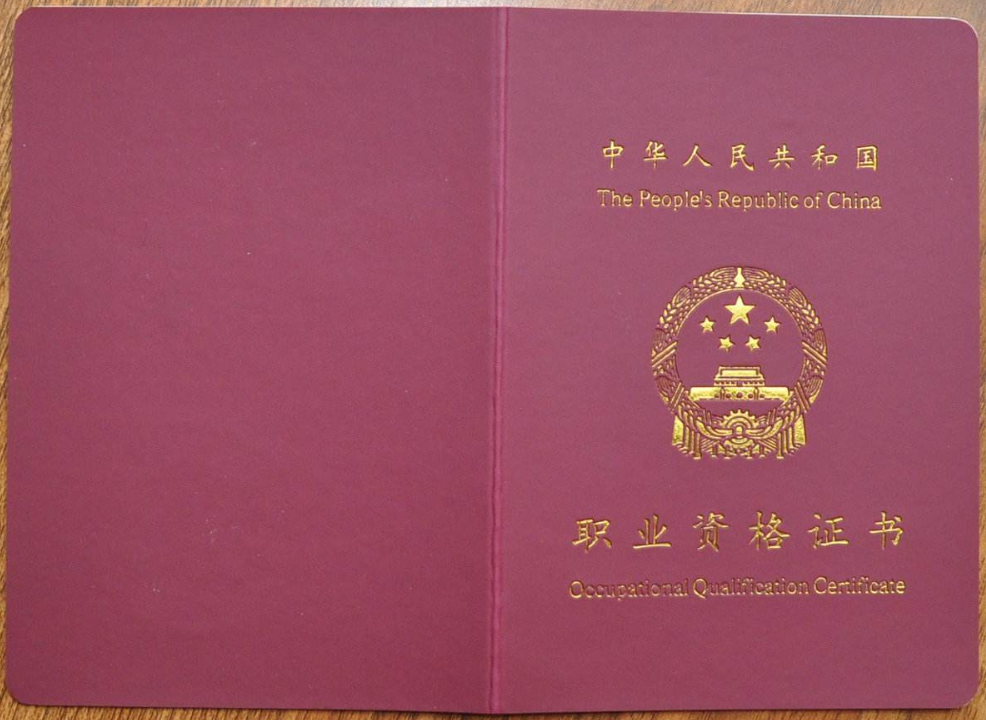 中华人民共和国
The People's Republic of China
职业资格证书
Occupational Qualification Certificate